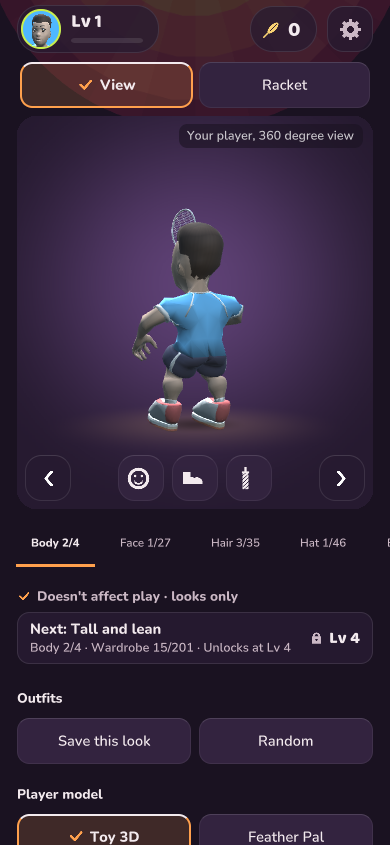 Lv 1
0
View
Racket
Your player, 360 degree view
Body 2/4
Face 1/27
Hair 3/35
Hat 1/46
Doesn't affect play · looks only
Next: Tall and lean
Body 2/4 · Wardrobe 15/201 · Unlocks at Lv 4
Lv 4
Outfits
Save this look
Random
Player model
Toy 3D
Feather Pal